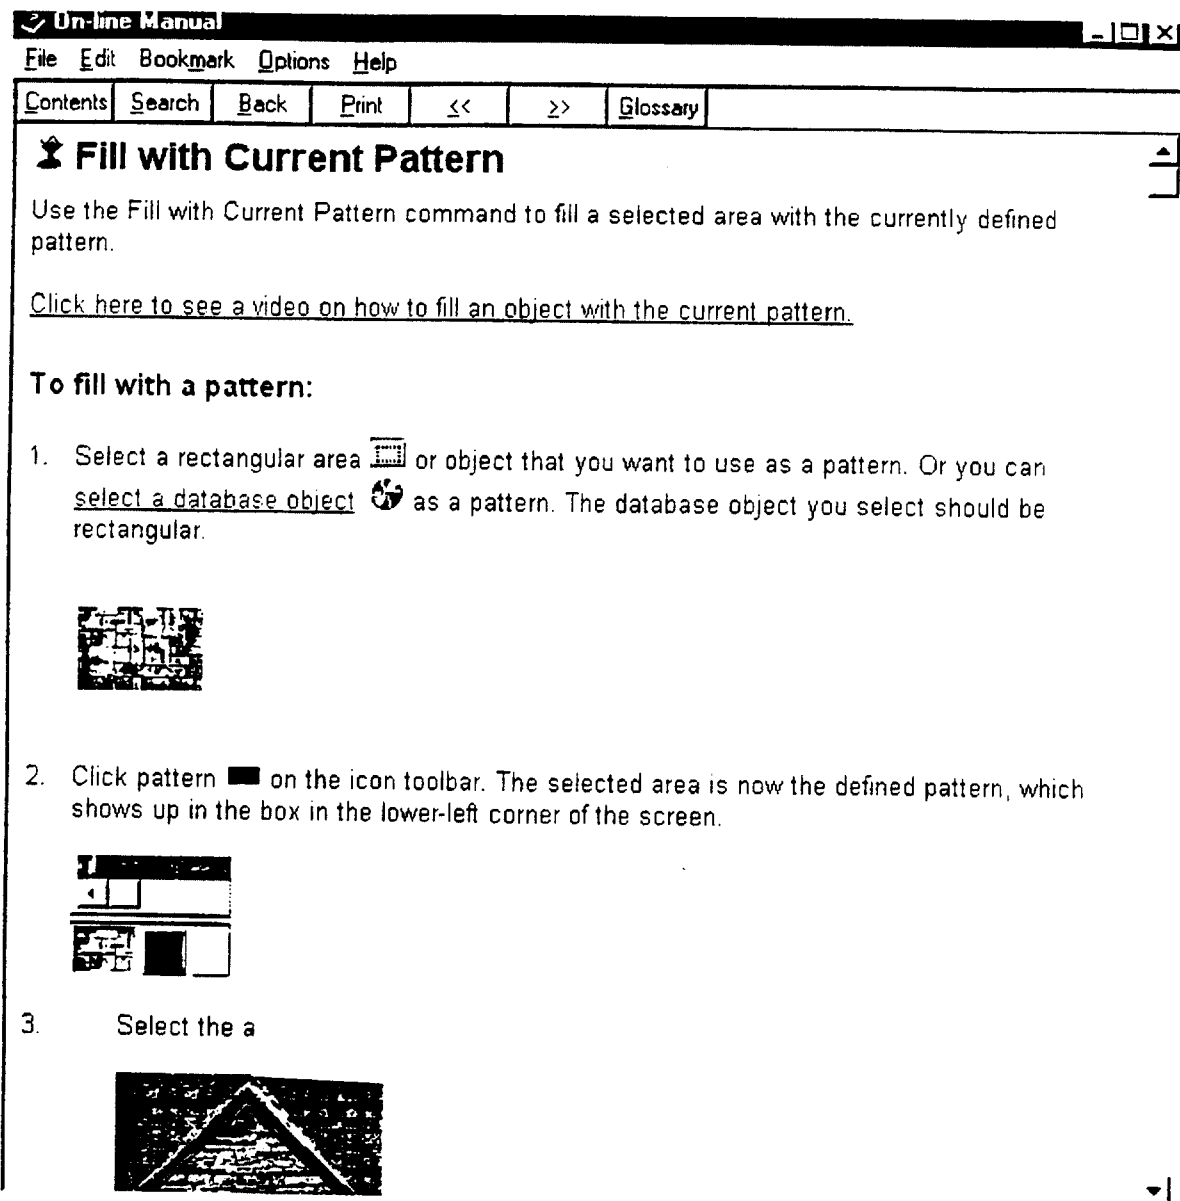 On-line Manual
File Edit Bookmark Options Help
Contents Search Back Print << >> Glossary
Fill with Current Pattern
Use the Fill with Current Pattern command to fill a selected area with the currently defined
pattern.
Click here to see a video on how to fill an object with the current pattern.
To fill with a pattern:
1. Select a rectangular area or object that you want to use as a pattern. Or you can
select a database object as a pattern. The database object you select should be
rectangular.
2. Click pattern on the icon toolbar. The selected area is now the defined pattern, which
shows up in the box in the lower-left corner of the screen.
3. Select the a